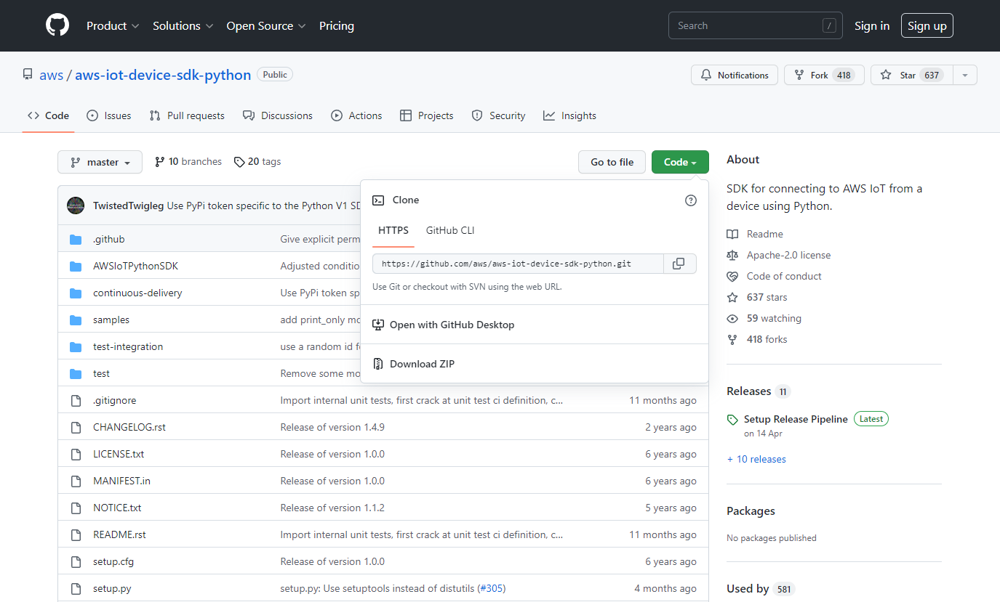 Product Solutions Open Source Pricing Search / Sign in Sign up
aws / aws-iot-device-sdk-python Public Notifications Fork 418 Star 637
Code Issues Pull requests Discussions Actions Projects Security Insights
master 10 branches 20 tags Go to file Code
TwistedTwigleg Use PyPi token specific to the Python V1 SD
Clone
HTTPS GitHub CLI
https://github.com/aws/aws-iot-device-sdk-python.git
Use Git or checkout with SVN using the web URL.
Open with GitHub Desktop
Download ZIP
.github Give explicit perm
AWSIoTPythonSDK Adjusted conditio
continuous-delivery Use PyPi token sp
samples add print_only mo
test-integration use a random id fo
test Remove some mo
.gitignore Import internal unit tests, first crack at unit test ci definition, c... 11 months ago
CHANGELOG.rst Release of version 1.4.9 2 years ago
LICENSE.txt Release of version 1.0.0 6 years ago
MANIFEST.in Release of version 1.0.0 6 years ago
NOTICE.txt Release of version 1.1.2 5 years ago
README.rst Import internal unit tests, first crack at unit test ci definition, c... 11 months ago
setup.cfg Release of version 1.0.0 6 years ago
setup.py setup.py: Use setuptools instead of distutils (#305) 4 months ago
About
SDK for connecting to AWS IoT from a
device using Python.
Readme
Apache-2.0 license
Code of conduct
637 stars
59 watching
418 forks
Releases 11
Setup Release Pipeline Latest
on 14 Apr
+ 10 releases
Packages
No packages published
Used by 581